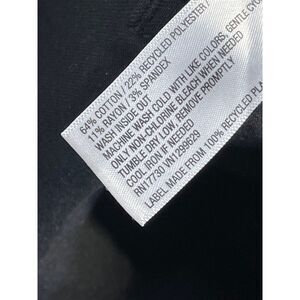 64% COTTON / 22% RECYCLED POLYESTER /
11% RAYON / 3% SPANDEX
WASH INSIDE OUT
MACHINE WASH COLD WITH LIKE COLORS, GENTLE CYCLE
ONLY NON-CHLORINE BLEACH WHEN NEEDED
TUMBLE DRY LOW, REMOVE PROMPTLY
COOL IRON IF NEEDED
RN17730 VN1299629
LABEL MADE FROM 100% RECYCLED